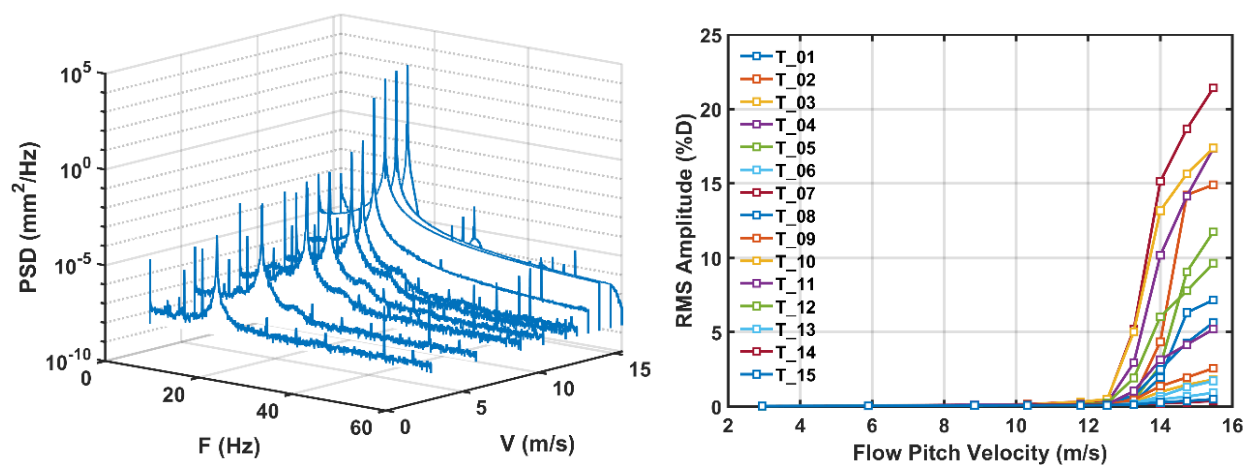 10^5
10^0
10^-5
10^-10
PSD (mm^2/Hz)
0
20
40
60
F (Hz)
0
5
10
15
V (m/s)
25
20
15
10
5
0
RMS Amplitude (%D)
T_01
T_02
T_03
T_04
T_05
T_06
T_07
T_08
T_09
T_10
T_11
T_12
T_13
T_14
T_15
2 4 6 8 10 12 14 16
Flow Pitch Velocity (m/s)